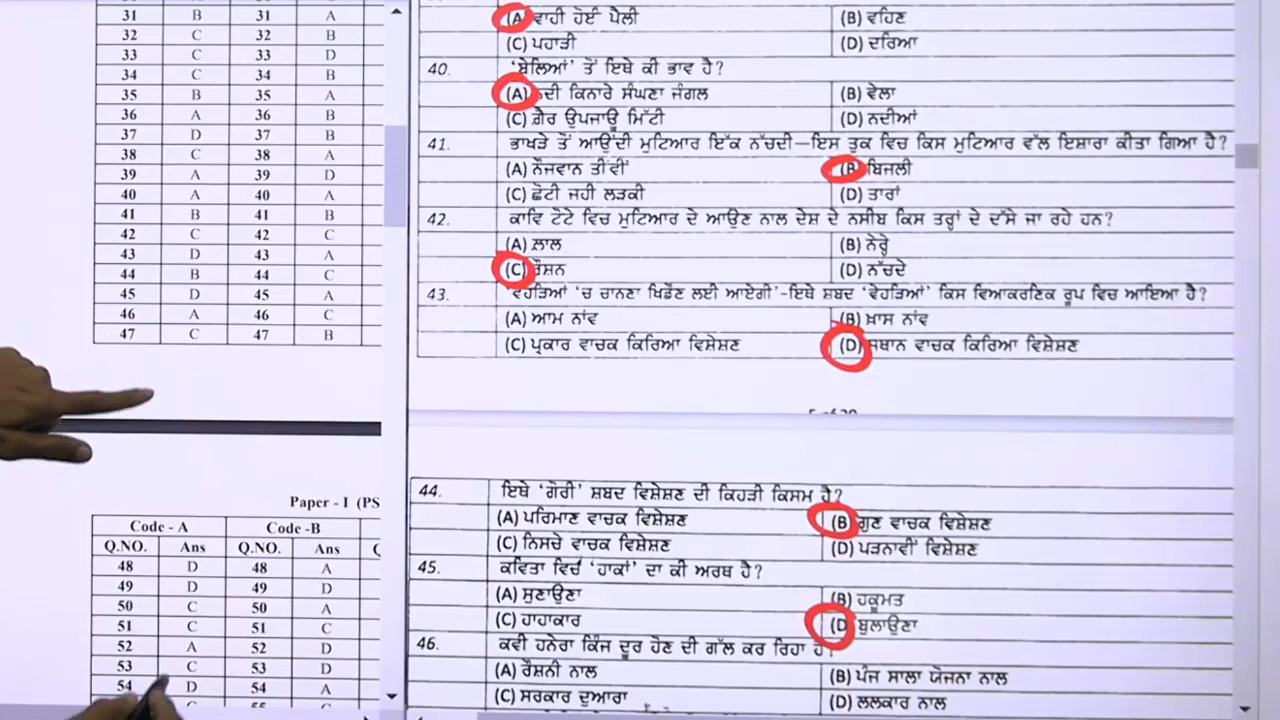 31 B 31 A
32 C 32 B
33 C 33 D
34 C 34 B
35 B 35 A
36 A 36 B
37 D 37 B
38 C 38 A
39 A 39 D
40 A 40 A
41 B 41 B
42 C 42 C
43 D 43 A
44 B 44 C
45 D 45 A
46 A 46 C
47 C 47 B
Paper - I (PS
Code - A Code -B
Q.NO. Ans Q.NO. Ans
48 D 48 A
49 D 49 D
50 C 50 A
51 C 51 C
52 A 52 D
53 C 53 D
54 D 54 A
(A) ਵਾਹੀ ਹੋਈ ਪੈਲੀ (B) ਵਹਿਣ
(C) ਪਹਾੜੀ (D) ਦਰਿਆ
40. 'ਬੇਲਿਆਂ' ਤੋਂ ਇਥੇ ਕੀ ਭਾਵ ਹੈ?
(A) ਨਦੀ ਕਿਨਾਰੇ ਸੰਘਣਾ ਜੰਗਲ (B) ਵੇਲਾ
(C) ਗ਼ੈਰ ਉਪਜਾਊ ਮਿੱਟੀ (D) ਨਦੀਆਂ
41. ਭਾਖੜੇ ਤੋਂ ਆਉਂਦੀ ਮੁਟਿਆਰ ਇੱਕ ਨੱਚਦੀ—ਇਸ ਤੁਕ ਵਿਚ ਕਿਸ ਮੁਟਿਆਰ ਵੱਲ ਇਸ਼ਾਰਾ ਕੀਤਾ ਗਿਆ ਹੈ?
(A) ਨੌਜਵਾਨ ਤੀਂਵੀਂ (B) ਬਿਜਲੀ
(C) ਛੋਟੀ ਜਹੀ ਲੜਕੀ (D) ਤਾਰਾਂ
42. ਕਾਵਿ ਟੋਟੇ ਵਿਚ ਮੁਟਿਆਰ ਦੇ ਆਉਣ ਨਾਲ ਦੇਸ਼ ਦੇ ਨਸੀਬ ਕਿਸ ਤਰ੍ਹਾਂ ਦੇ ਦੱਸੇ ਜਾ ਰਹੇ ਹਨ?
(A) ਲਾਲ (B) ਨੇਰ੍ਹੇ
(C) ਰੌਸ਼ਨ (D) ਨੱਚਦੇ
43. 'ਵੇਹੜਿਆਂ 'ਚ ਚਾਨਣਾ ਖਿਡੌਣ ਲਈ ਆਏਗੀ'-ਇਥੇ ਸ਼ਬਦ 'ਵੇਹੜਿਆਂ' ਕਿਸ ਵਿਆਕਰਣਿਕ ਰੂਪ ਵਿਚ ਆਇਆ ਹੈ?
(A) ਆਮ ਨਾਂਵ (B) ਖ਼ਾਸ ਨਾਂਵ
(C) ਪ੍ਰਕਾਰ ਵਾਚਕ ਕਿਰਿਆ ਵਿਸ਼ੇਸ਼ਣ (D) ਸਥਾਨ ਵਾਚਕ ਕਿਰਿਆ ਵਿਸ਼ੇਸ਼ਣ
44. ਇਥੇ 'ਗੋਰੀ' ਸ਼ਬਦ ਵਿਸ਼ੇਸ਼ਣ ਦੀ ਕਿਹੜੀ ਕਿਸਮ ਹੈ?
(A) ਪਰਿਮਾਣ ਵਾਚਕ ਵਿਸ਼ੇਸ਼ਣ (B) ਗੁਣ ਵਾਚਕ ਵਿਸ਼ੇਸ਼ਣ
(C) ਨਿਸਚੇ ਵਾਚਕ ਵਿਸ਼ੇਸ਼ਣ (D) ਪੜਨਾਵੀਂ ਵਿਸ਼ੇਸ਼ਣ
45. ਕਵਿਤਾ ਵਿਚ 'ਹਾਕਾਂ' ਦਾ ਕੀ ਅਰਥ ਹੈ?
(A) ਸੁਣਾਉਣਾ (B) ਹਕੂਮਤ
(C) ਹਾਹਾਕਾਰ (D) ਬੁਲਾਉਣਾ
46. ਕਵੀ ਹਨੇਰਾ ਕਿੰਜ ਦੂਰ ਹੋਣ ਦੀ ਗੱਲ ਕਰ ਰਿਹਾ ਹੈ?
(A) ਰੌਸ਼ਨੀ ਨਾਲ (B) ਪੰਜ ਸਾਲਾ ਯੋਜਨਾ ਨਾਲ
(C) ਸਰਕਾਰ ਦੁਆਰਾ (D) ਲਲਕਾਰ ਨਾਲ